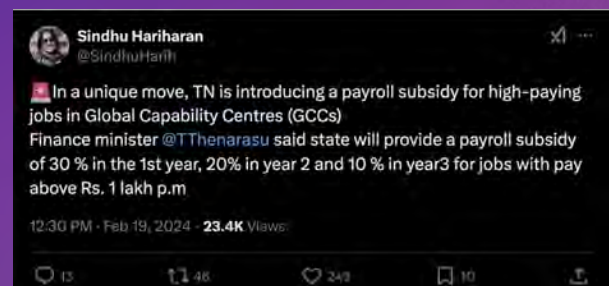 Sindhu Hariharan
@SindhuHarih
🚨In a unique move, TN is introducing a payroll subsidy for high-paying
jobs in Global Capability Centres (GCCs)
Finance minister @TThenarasu said state will provide a payroll subsidy
of 30 % in the 1st year, 20% in year 2 and 10 % in year3 for jobs with pay
above Rs. 1 lakh p.m
12:30 PM · Feb 19, 2024 · 23.4K Views
13 46 10